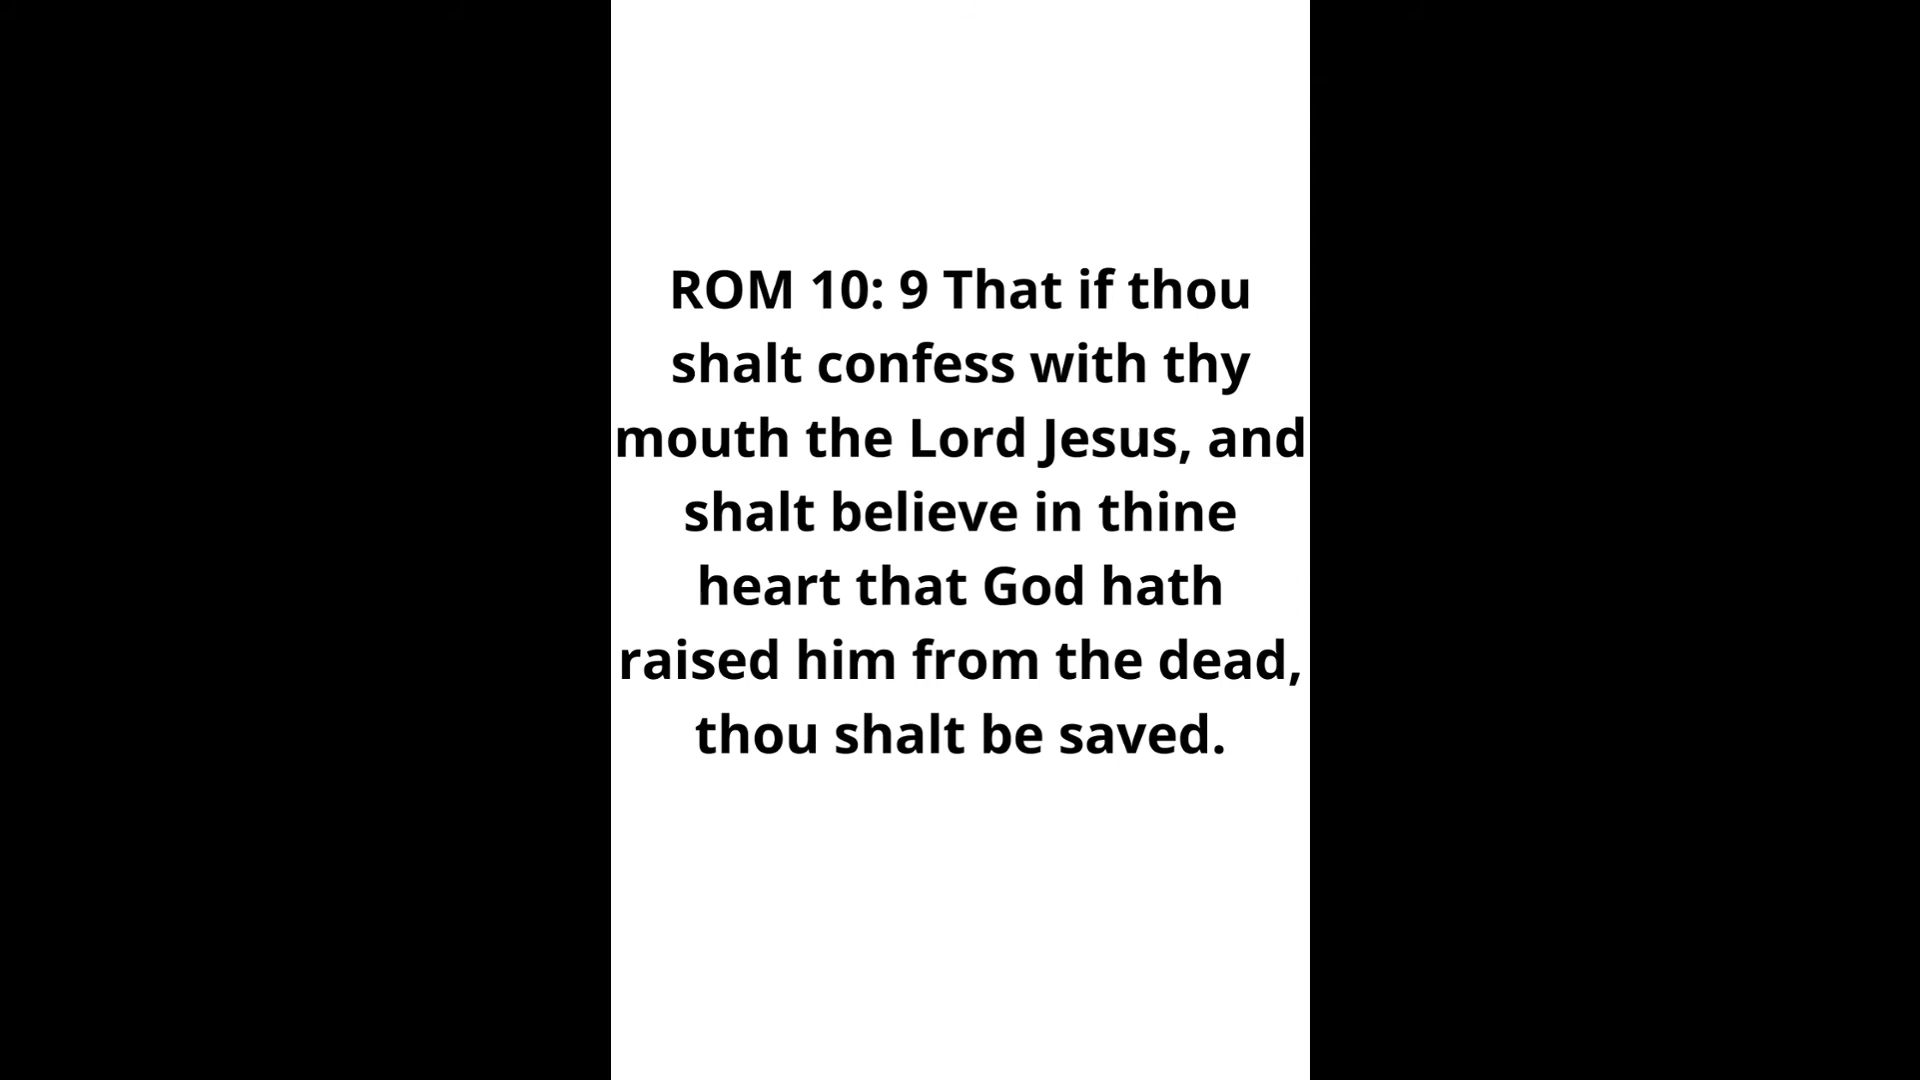 ROM 10: 9 That if thou
shalt confess with thy
mouth the Lord Jesus, and
shalt believe in thine
heart that God hath
raised him from the dead,
thou shalt be saved.